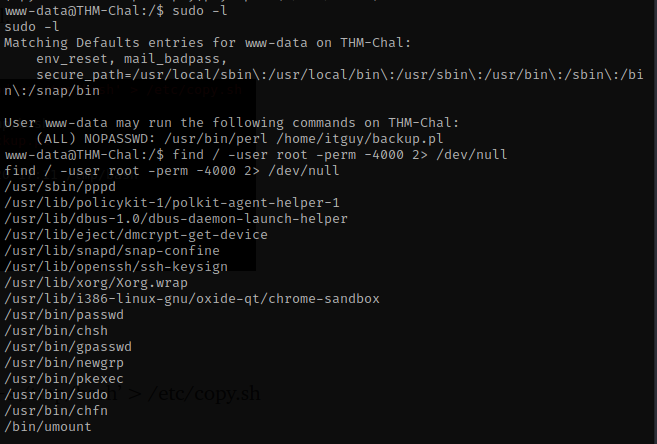 www-data@THM-Chal:/$ sudo -l
sudo -l
Matching Defaults entries for www-data on THM-Chal:
    env_reset, mail_badpass,
    secure_path=/usr/local/sbin\:/usr/local/bin\:/usr/sbin\:/usr/bin\:/sbin\:/bi
n\:/snap/bin

User www-data may run the following commands on THM-Chal:
    (ALL) NOPASSWD: /usr/bin/perl /home/itguy/backup.pl
www-data@THM-Chal:/$ find / -user root -perm -4000 2> /dev/null
find / -user root -perm -4000 2> /dev/null
/usr/sbin/pppd
/usr/lib/policykit-1/polkit-agent-helper-1
/usr/lib/dbus-1.0/dbus-daemon-launch-helper
/usr/lib/eject/dmcrypt-get-device
/usr/lib/snapd/snap-confine
/usr/lib/openssh/ssh-keysign
/usr/lib/xorg/Xorg.wrap
/usr/lib/i386-linux-gnu/oxide-qt/chrome-sandbox
/usr/bin/passwd
/usr/bin/chsh
/usr/bin/gpasswd
/usr/bin/newgrp
/usr/bin/pkexec
> /etc/copy.sh
/usr/bin/sudo
/usr/bin/chfn
/bin/umount